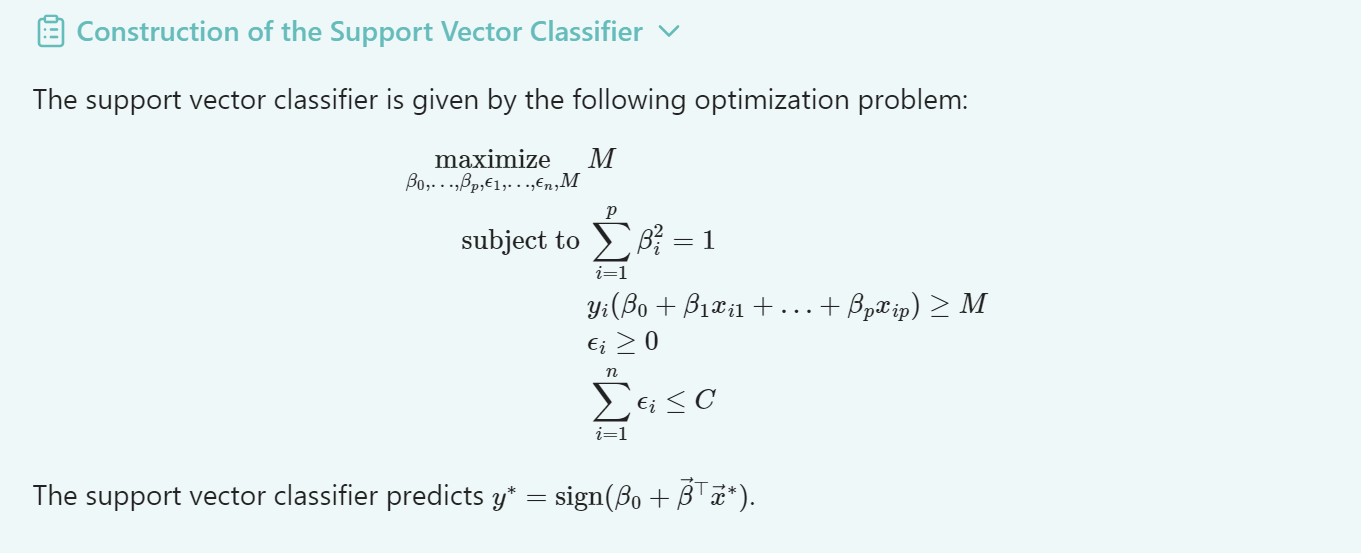 Construction of the Support Vector Classifier
The support vector classifier is given by the following optimization problem:
maximize M
β₀,...,βₚ,ϵ₁,...,ϵₙ,M
subject to ∑ᵢ₌₁ᵖ βᵢ² = 1
yᵢ(β₀ + β₁xᵢ₁ + ... + βₚxᵢₚ) ≥ M
ϵᵢ ≥ 0
∑ᵢ₌₁ⁿ ϵᵢ ≤ C
The support vector classifier predicts y* = sign(β₀ + β⃗⊤x⃗*).